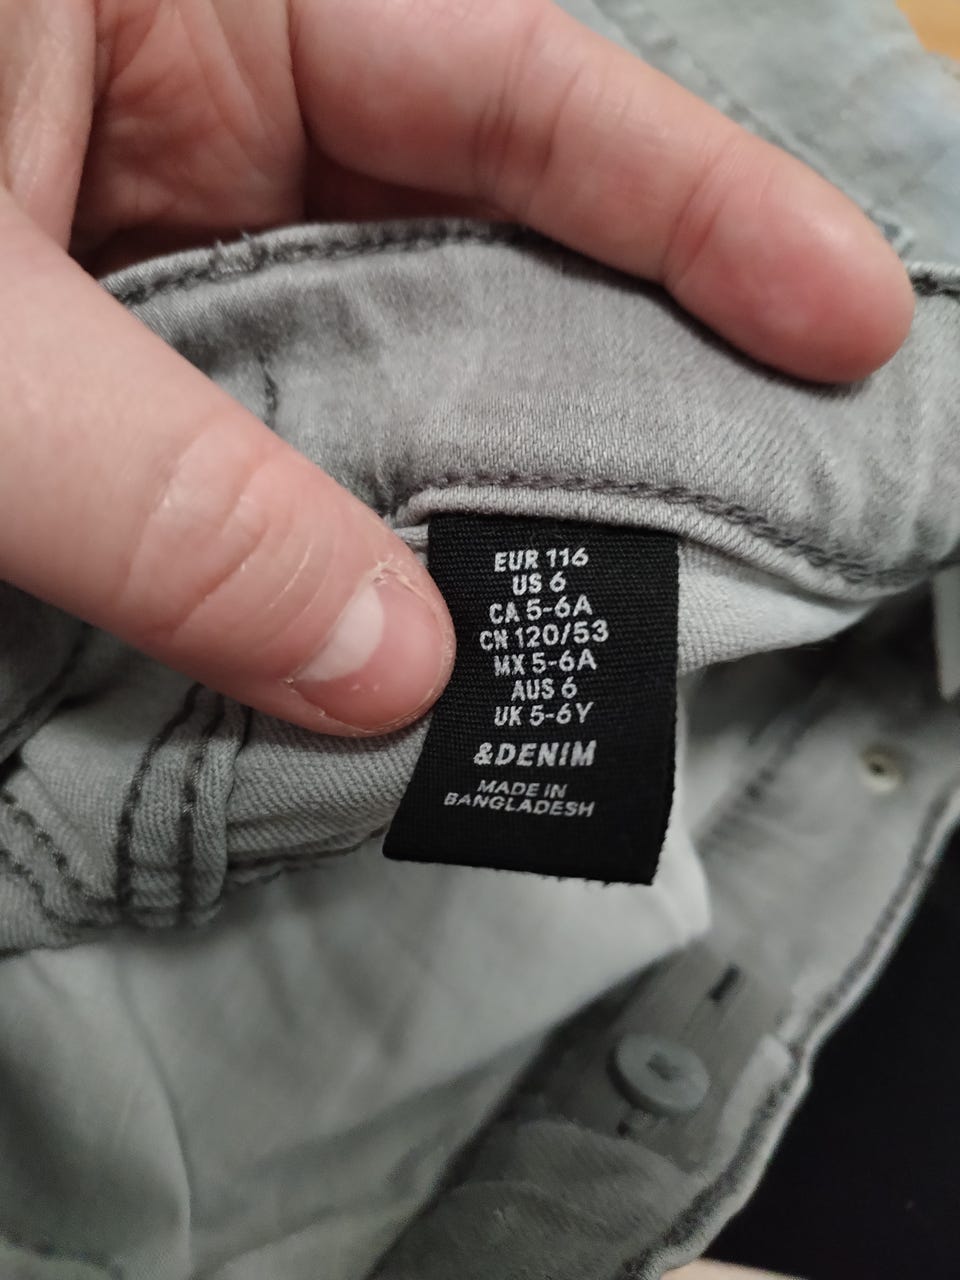 EUR 116
US 6
CA 5-6A
CN 120/53
MX 5-6A
AUS 6
UK 5-6Y
&DENIM
MADE IN
BANGLADESH